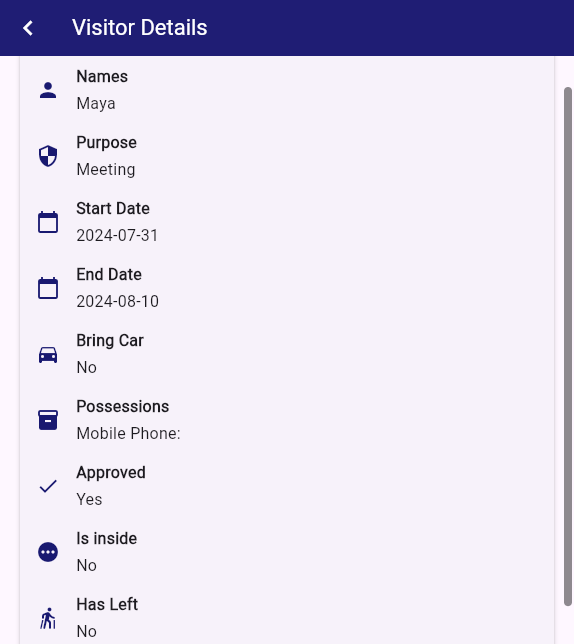 Visitor Details
Names
Maya
Purpose
Meeting
Start Date
2024-07-31
End Date
2024-08-10
Bring Car
No
Possessions
Mobile Phone:
Approved
Yes
Is inside
No
Has Left
No